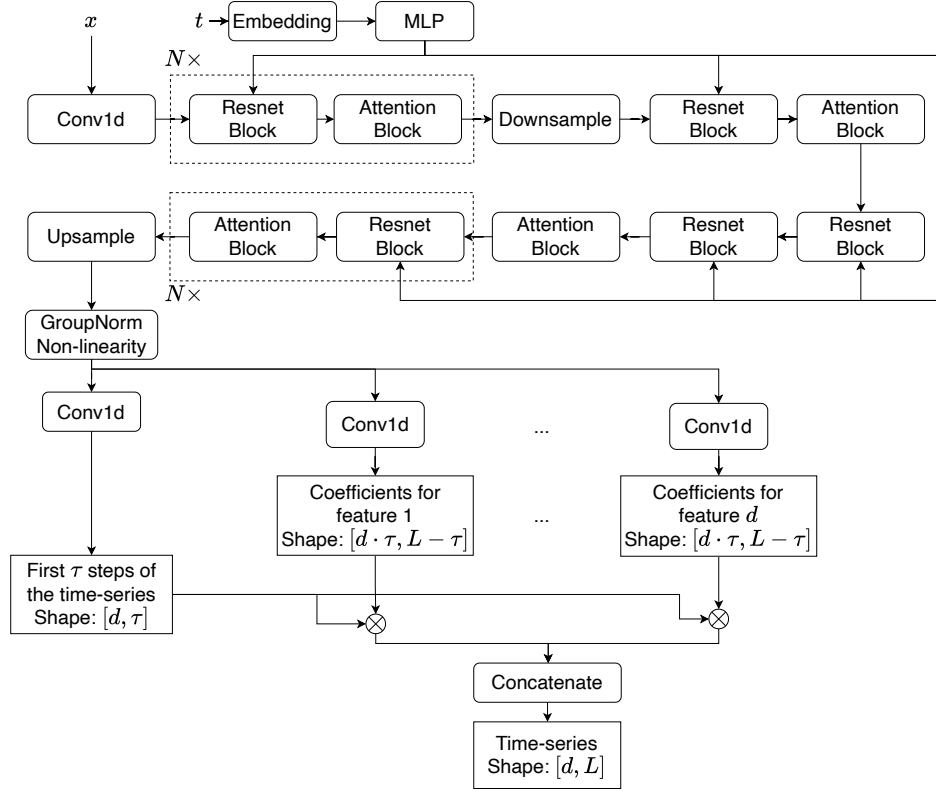 x
t
Embedding
MLP
N×
Conv1d
Resnet
Block
Attention
Block
Downsample
Resnet
Block
Attention
Block
Upsample
Attention
Block
Resnet
Block
Attention
Block
Resnet
Block
Resnet
Block
N×
GroupNorm
Non-linearity
Conv1d
Conv1d
...
Conv1d
Coefficients for
feature 1
Shape: [d · τ, L − τ]
...
Coefficients for
feature d
Shape: [d · τ, L − τ]
First τ steps of
the time-series
Shape: [d, τ]
Concatenate
Time-series
Shape: [d, L]